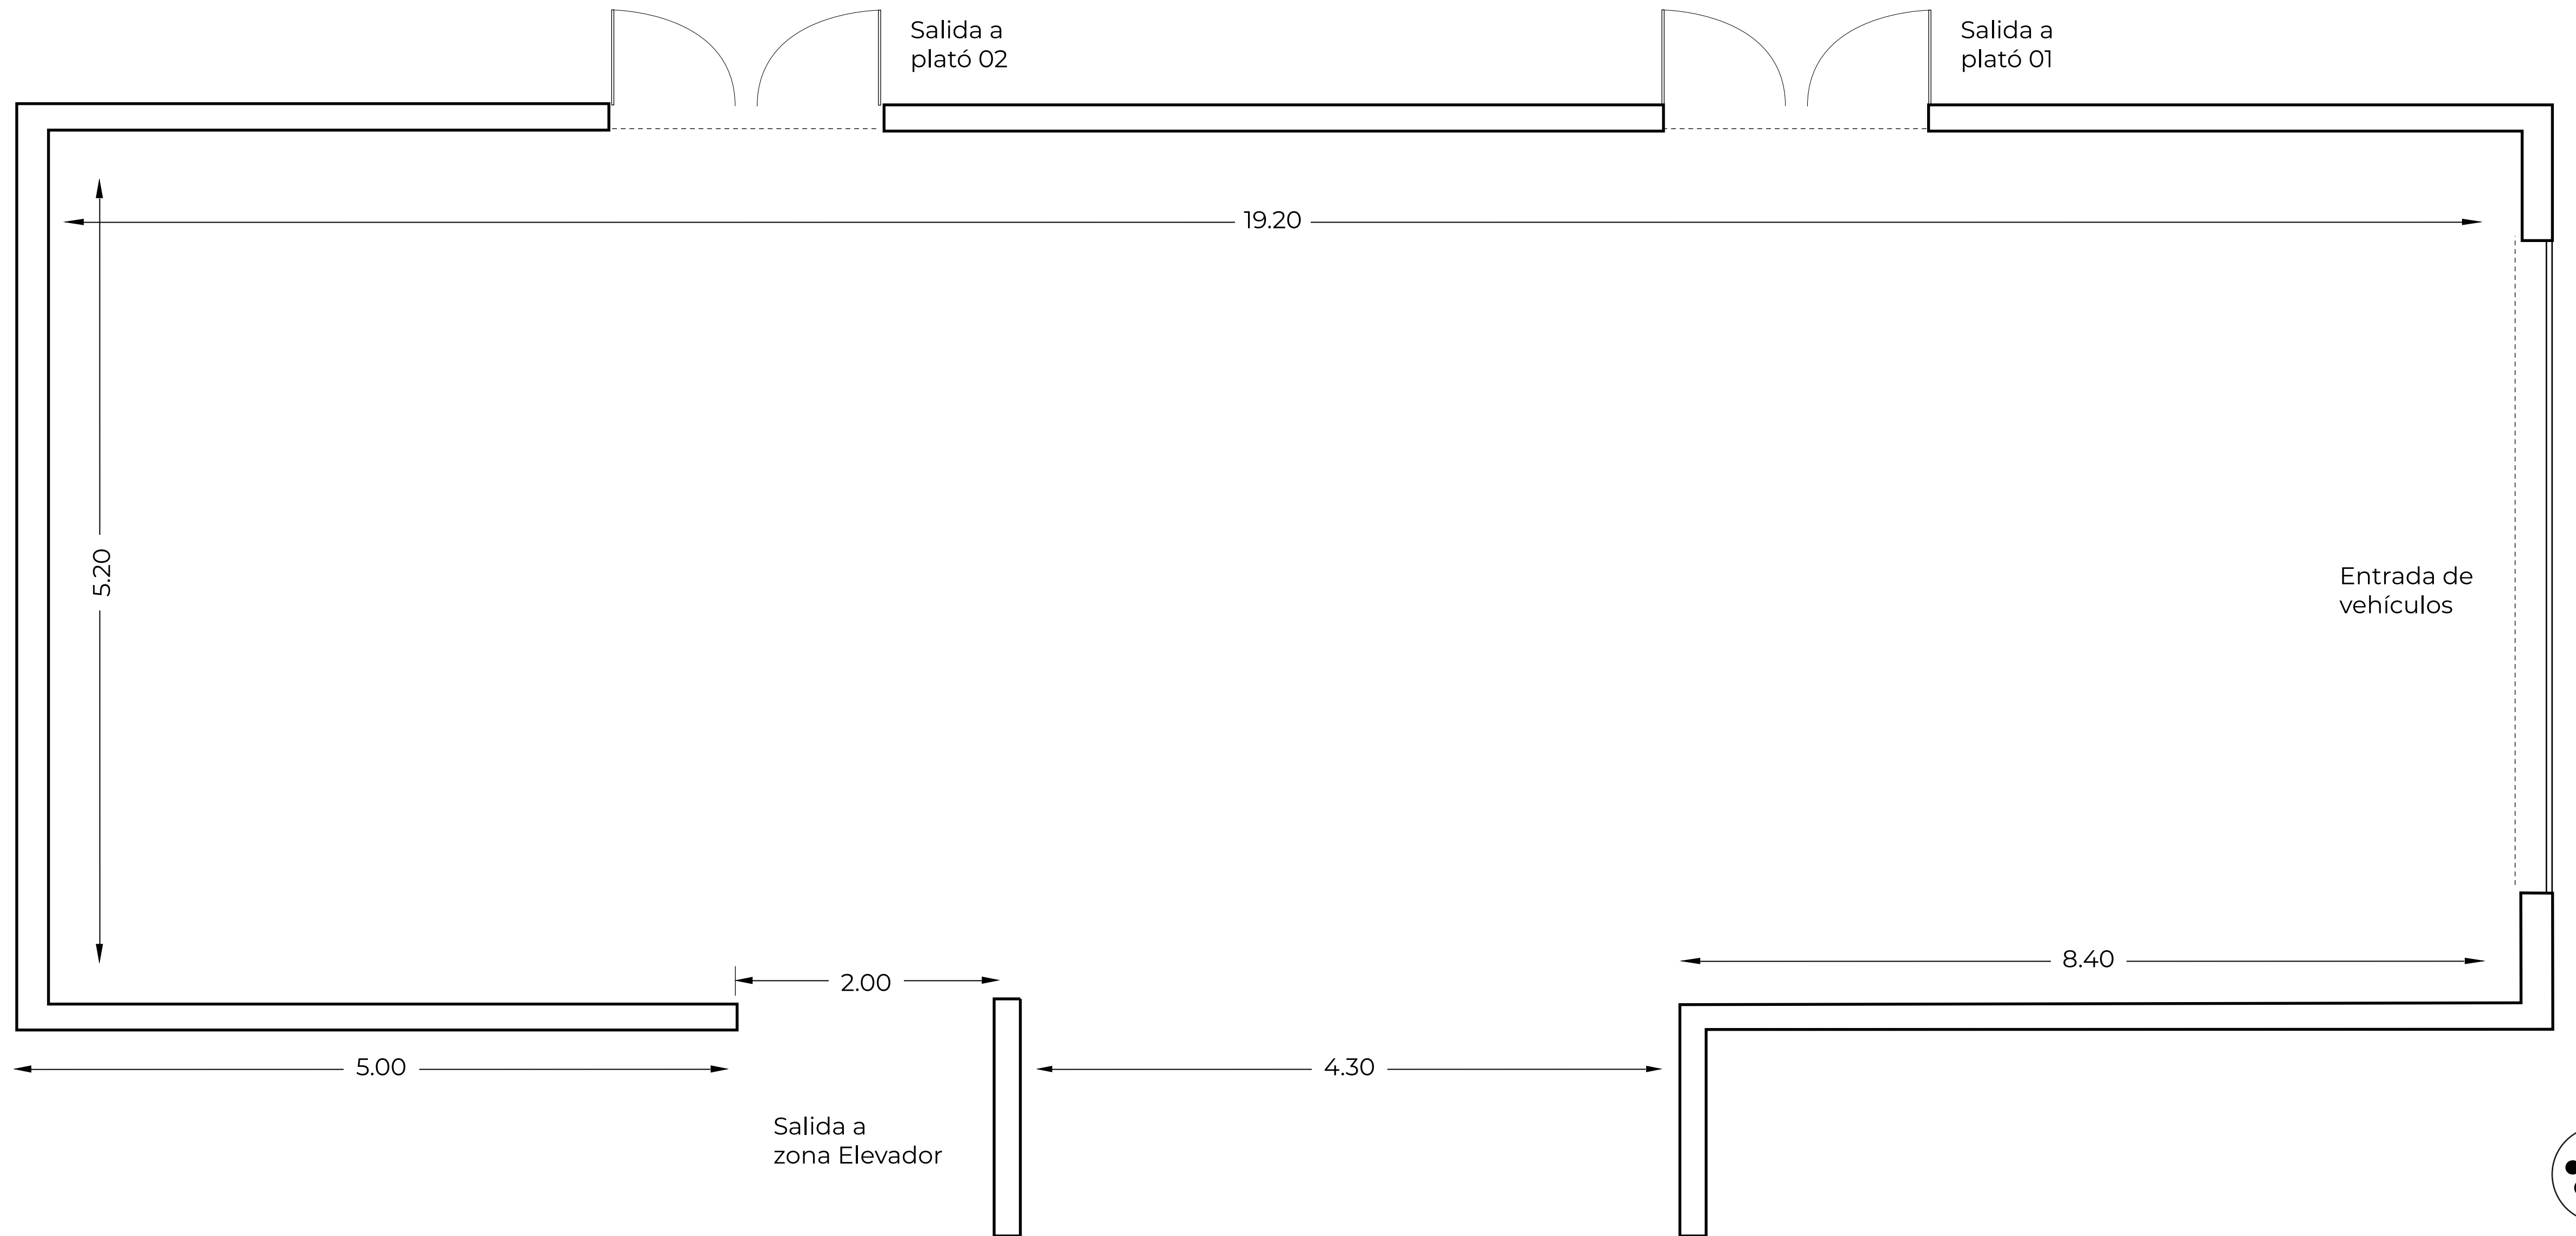 Salida a
plató 02
Salida a
plató 01
19.20
5.20
Entrada de
vehículos
8.40
2.00
5.00
4.30
Salida a
zona Elevador